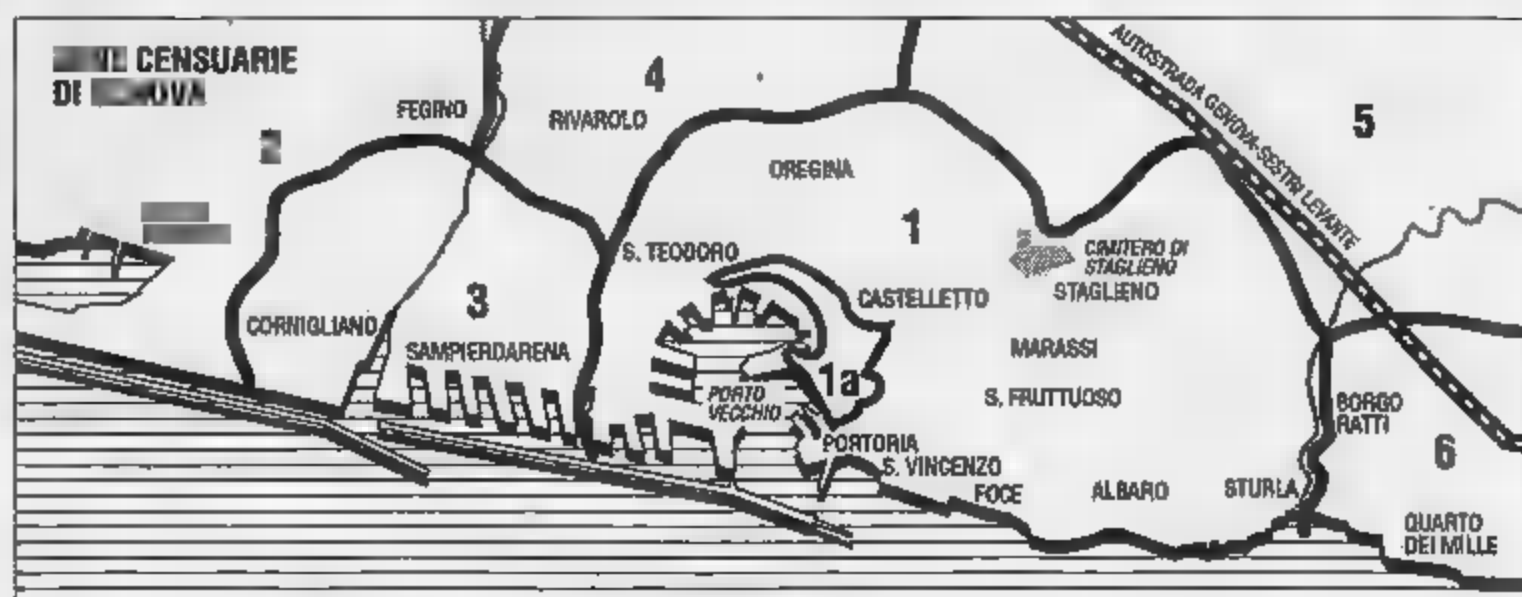 CENSUARIE
DI
4
FEGINO
RIVAROLO
AUTOSTRADA GENOVA-SESTRI LEVANTE
5
2
OREGINA
1
S. TEODORO
CIMITERO DI
STAGLIENO
STAGLIENO
CASTELLETTO
3
CORNIGLIANO
SAMPIERDARENA
MARASSI
1a
S. FRUTTUOSO
PORTO
VECCHIO
BORGO
RATTI
PORTORIA
S. VINCENZO
6
FOCE
ALBARO
STURLA
QUARTO
DEI MILLE